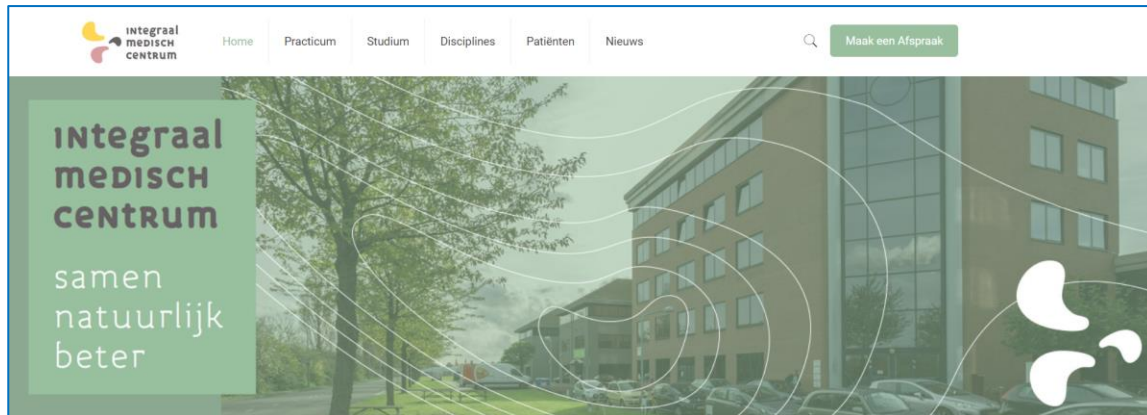 integraal
medisch
centrum
Home
Practicum
Studium
Disciplines
Patiënten
Nieuws
Maak een Afspraak
integraal
medisch
centrum
samen
natuurlijk
beter